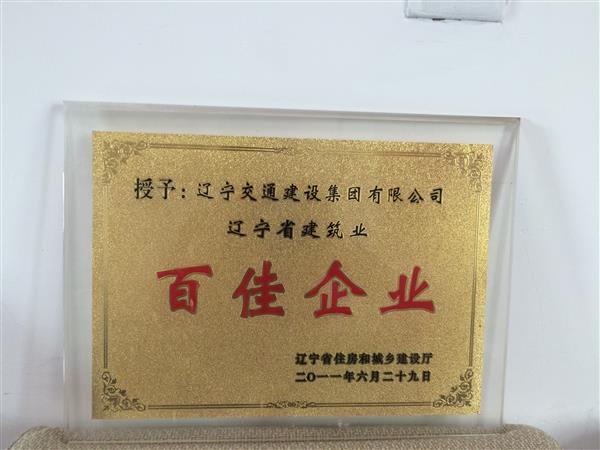 授予：辽宁交通建设集团有限公司
辽宁省建筑业
百佳企业
辽宁省住房和城乡建设厅
二〇一一年六月二十九日